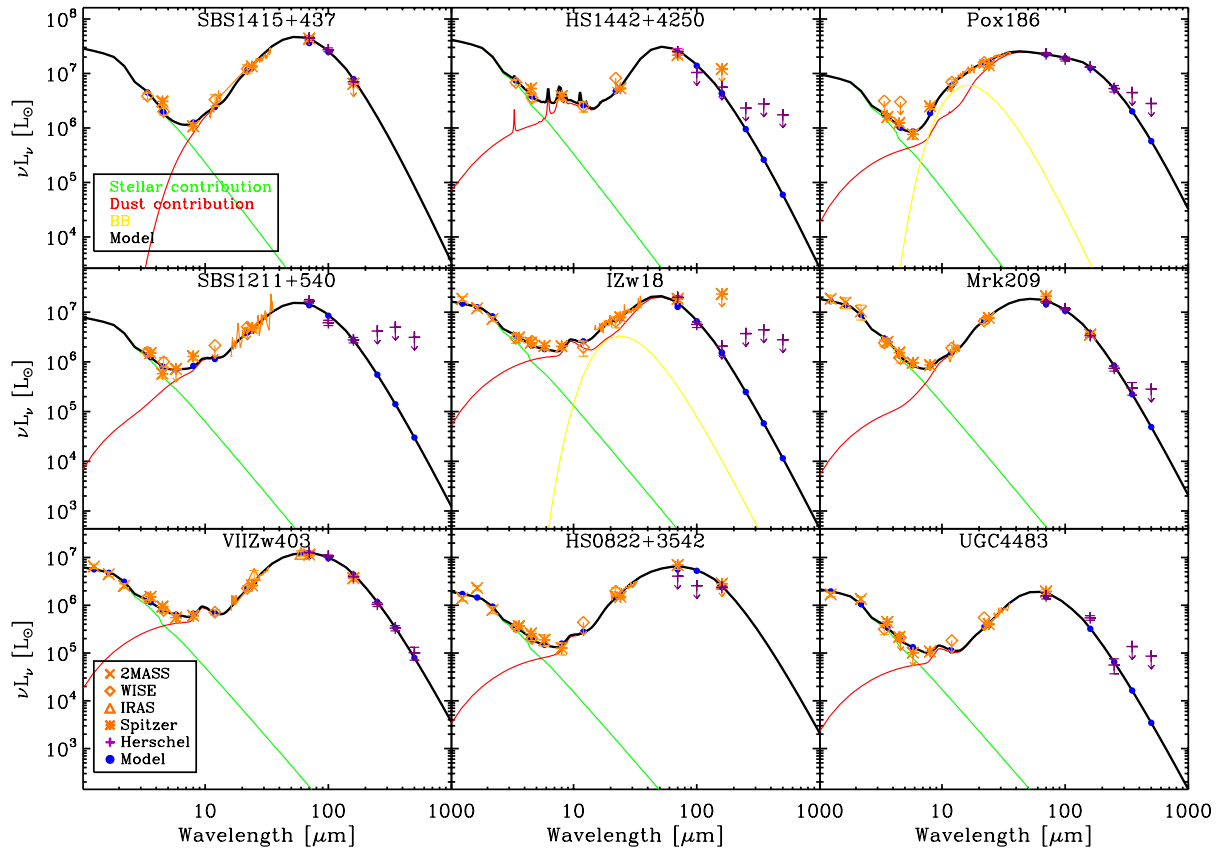 SBS1415+437
HS1442+4250
Pox186
νLν [L⊙]
10⁸
10⁷
10⁶
10⁵
10⁴
Stellar contribution
Dust contribution
BB
Model
SBS1211+540
IZw18
Mrk209
νLν [L⊙]
10⁷
10⁶
10⁵
10⁴
10³
VIIZw403
HS0822+3542
UGC4483
νLν [L⊙]
10⁷
10⁶
10⁵
10⁴
10³
2MASS
WISE
IRAS
Spitzer
Herschel
Model
10 100 1000 10 100 1000 10 100 1000
Wavelength [μm] Wavelength [μm] Wavelength [μm]